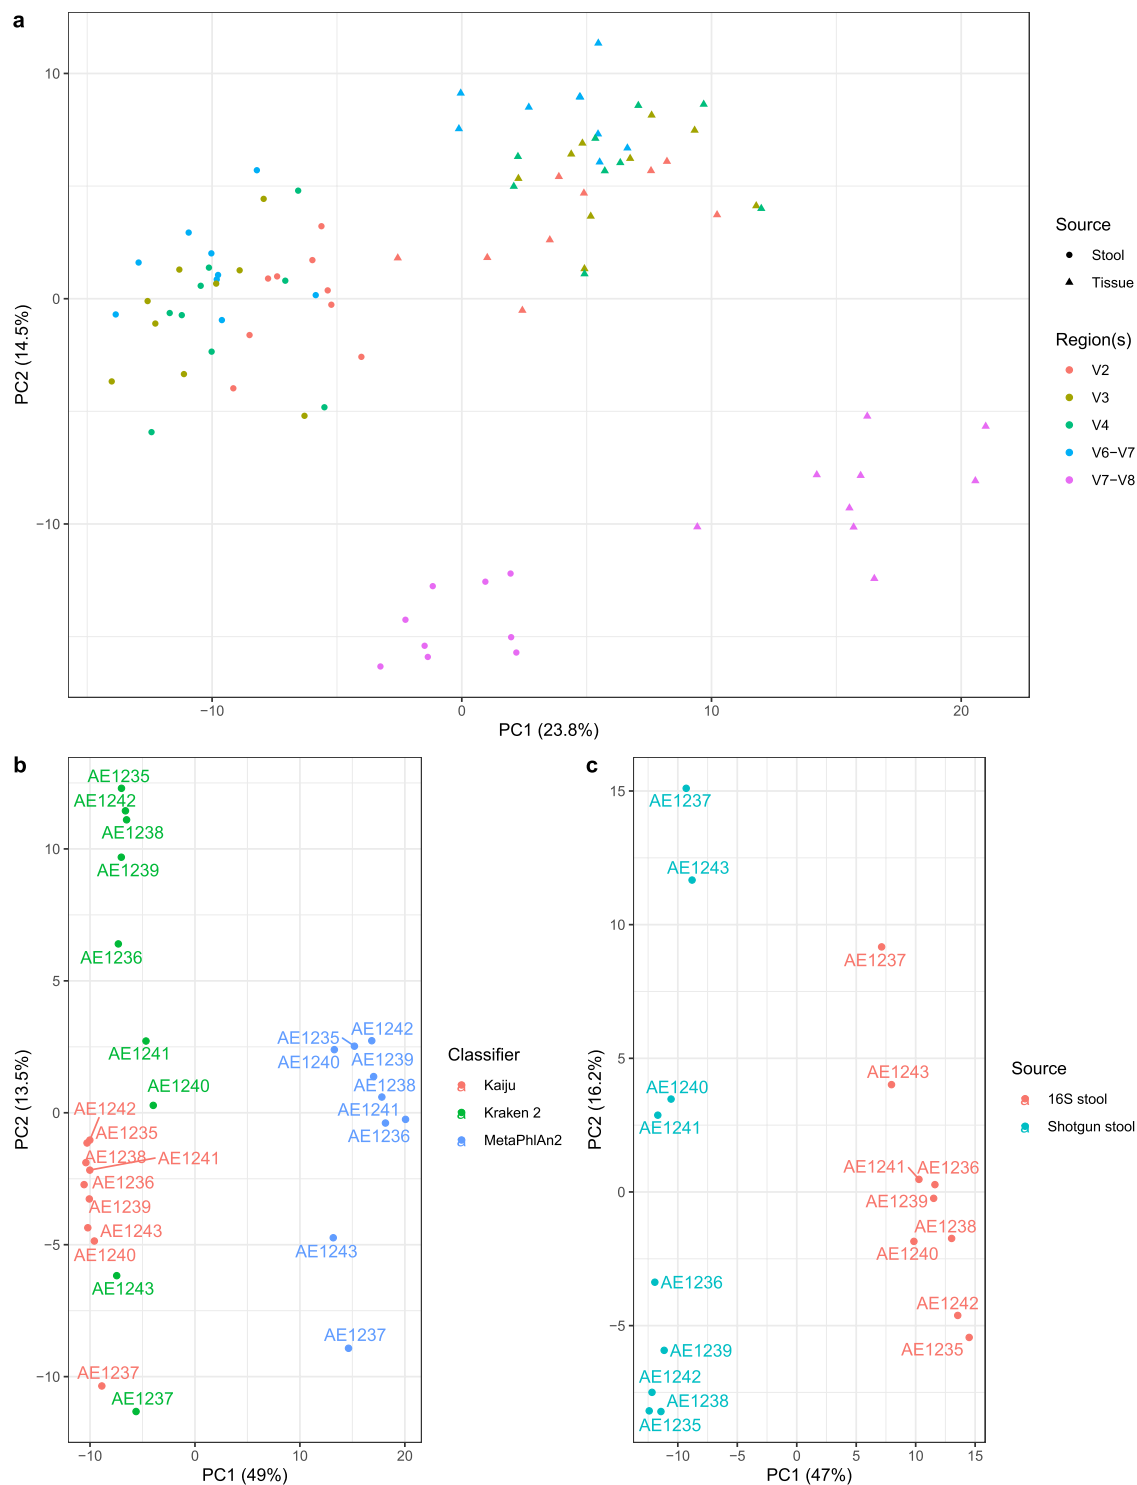 a
10
0
−10
PC2 (14.5%)
−10
0
10
20
PC1 (23.8%)
Source
Stool
Tissue
Region(s)
V2
V3
V4
V6−V7
V7−V8
b
AE1235
AE1242
AE1238
AE1239
AE1236
AE1241
AE1240
AE1242
AE1235
AE1238
AE1241
AE1236
AE1239
AE1243
AE1240
AE1243
AE1237
AE1237
AE1235
AE1242
AE1240
AE1239
AE1238
AE1241
AE1236
AE1243
AE1237
10
5
0
−5
−10
PC2 (13.5%)
−10
0
10
20
PC1 (49%)
Classifier
a Kaiju
a Kraken 2
a MetaPhlAn2
c
AE1237
AE1243
AE1237
AE1243
AE1240
AE1241
AE1241
AE1236
AE1239
AE1238
AE1240
AE1236
AE1242
AE1235
AE1239
AE1242
AE1238
AE1235
15
10
5
0
−5
PC2 (16.2%)
−10
−5
0
5
10
15
PC1 (47%)
Source
a 16S stool
a Shotgun stool